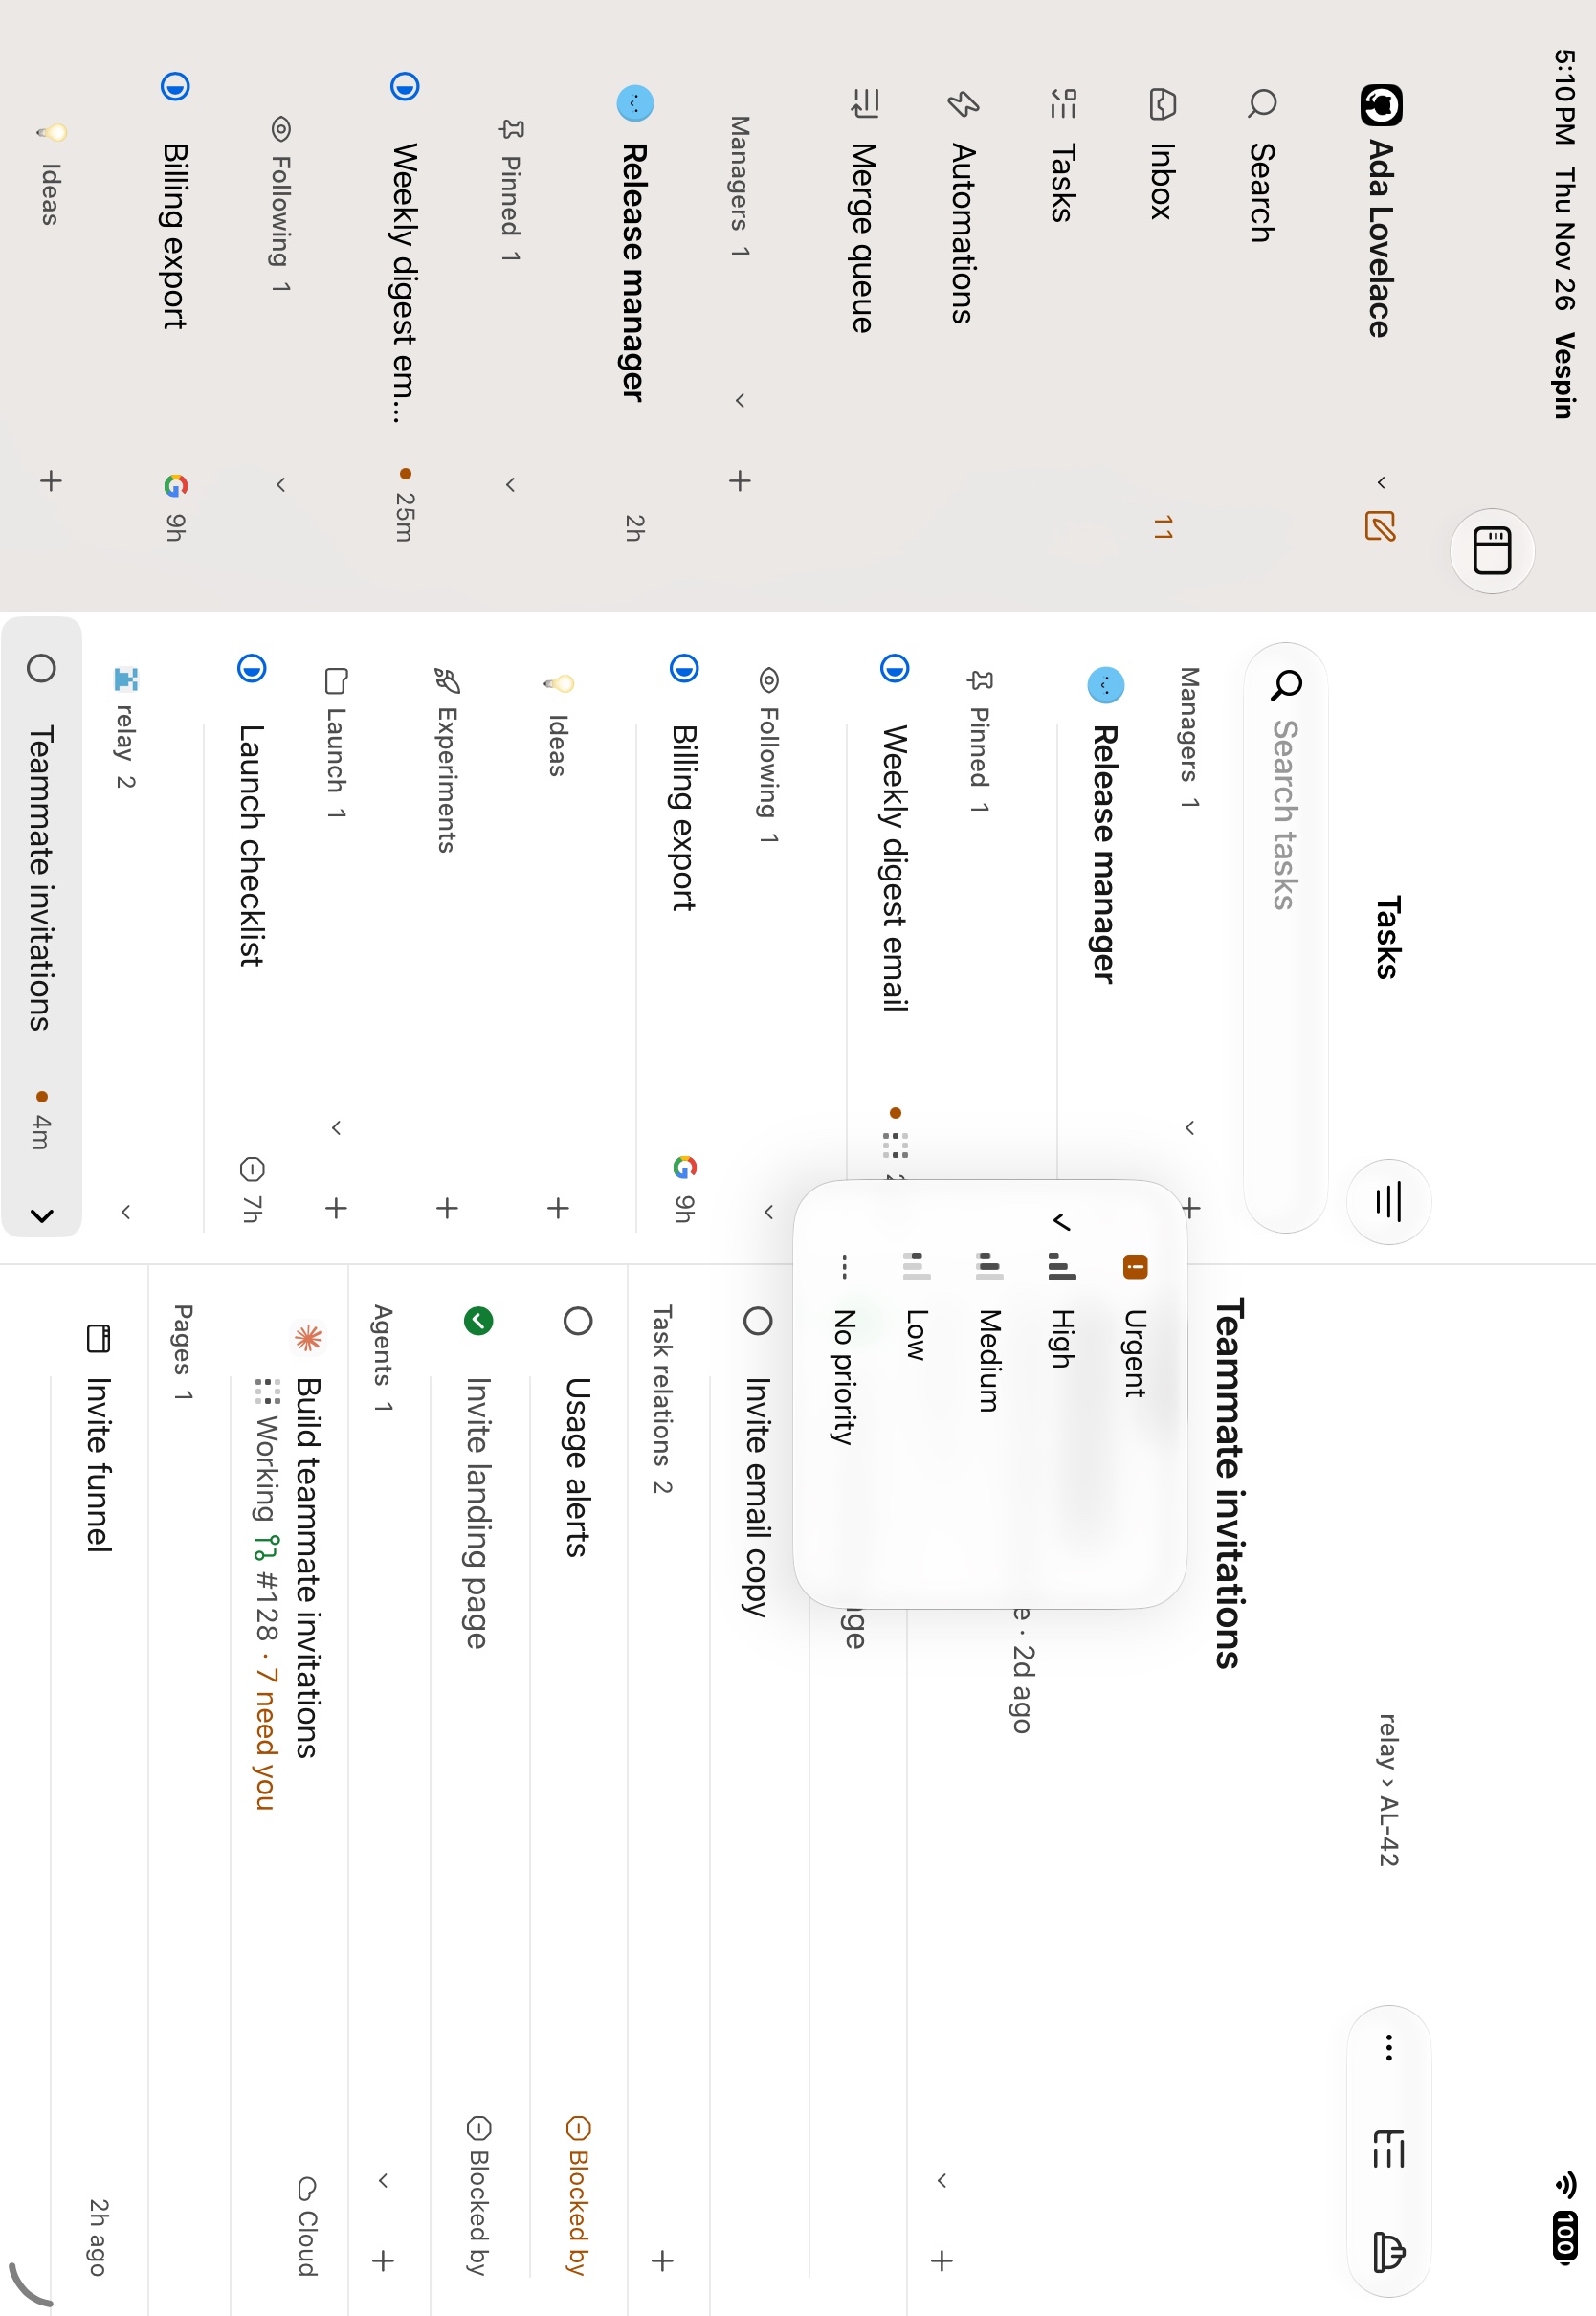 5:10 PM Thu Nov 26 Vespin
100
Ada Lovelace
Search
Inbox 11
Tasks
Automations
Merge queue
Managers 1
Release manager 2h
Pinned 1
Weekly digest em... 25m
Following 1
Billing export 9h
Ideas
Tasks
Search tasks
Managers 1
Release manager
Pinned 1
Weekly digest email
Following 1
Billing export 9h
Ideas
Experiments
Launch 1
Launch checklist 7h
relay 2
Teammate invitations 4m
relay › AL-42
Teammate invitations
Urgent
High
Medium
Low
No priority
· 2d ago
Invite email copy
Task relations 2
Usage alerts Blocked by
Invite landing page Blocked by
Agents 1
Build teammate invitations Cloud
Working #128 · 7 need you
Pages 1
Invite funnel 2h ago